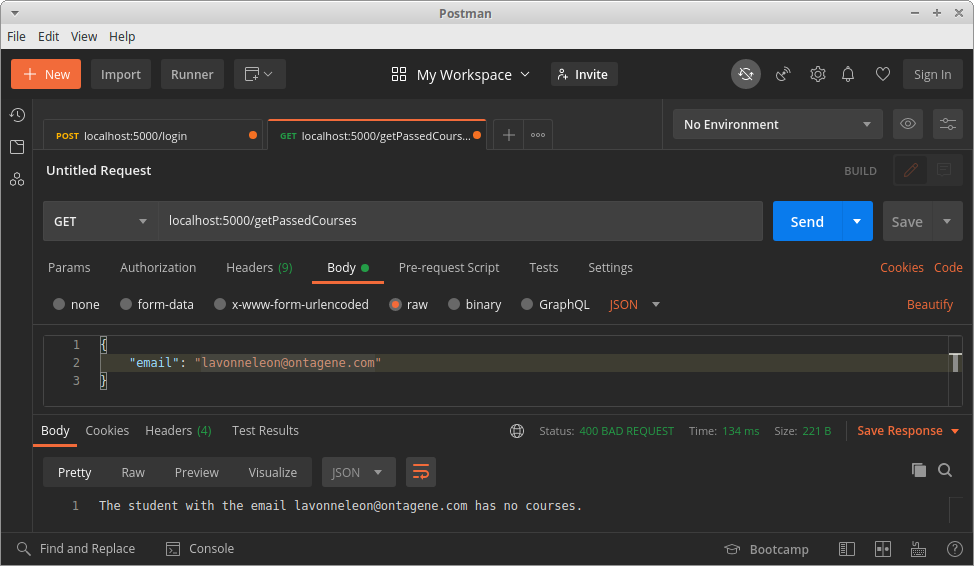 Postman
File Edit View Help
New Import Runner My Workspace Invite Sign In
POST localhost:5000/login GET localhost:5000/getPassedCours... No Environment
Untitled Request BUILD
GET localhost:5000/getPassedCourses Send Save
Params Authorization Headers (9) Body Pre-request Script Tests Settings Cookies Code
none form-data x-www-form-urlencoded raw binary GraphQL JSON Beautify
1 {
2 "email": "lavonneleon@ontagene.com"
3 }
Body Cookies Headers (4) Test Results Status: 400 BAD REQUEST Time: 134 ms Size: 221 B Save Response
Pretty Raw Preview Visualize JSON
1 The student with the email lavonneleon@ontagene.com has no courses.
Find and Replace Console Bootcamp